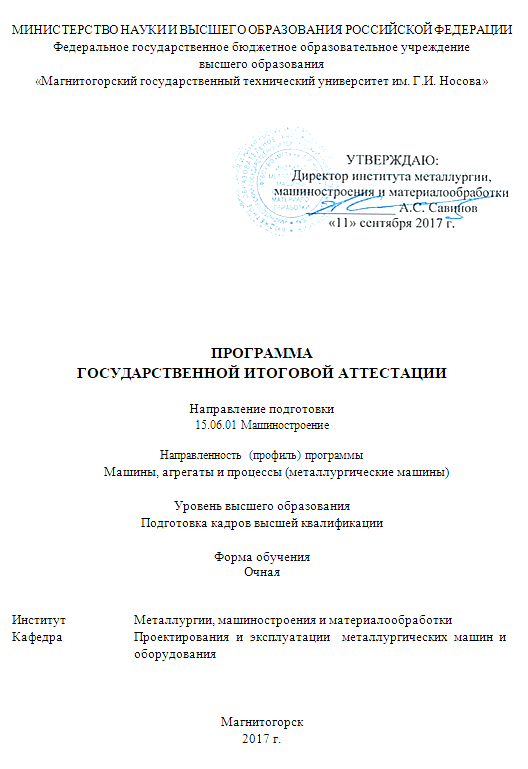 МИНИСТЕРСТВО НАУКИ И ВЫСШЕГО ОБРАЗОВАНИЯ РОССИЙСКОЙ ФЕДЕРАЦИИ
Федеральное государственное бюджетное образовательное учреждение
высшего образования
«Магнитогорский государственный технический университет им. Г.И. Носова»
УТВЕРЖДАЮ:
Директор института металлургии,
машиностроения и материалообработки
А.С. Савинов
«11» сентября 2017 г.
ПРОГРАММА
ГОСУДАРСТВЕННОЙ ИТОГОВОЙ АТТЕСТАЦИИ
Направление подготовки
15.06.01 Машиностроение
Направленность (профиль) программы
Машины, агрегаты и процессы (металлургические машины)
Уровень высшего образования
Подготовка кадров высшей квалификации
Форма обучения
Очная
Институт Металлургии, машиностроения и материалообработки
Кафедра Проектирования и эксплуатации металлургических машин и
оборудования
Магнитогорск
2017 г.